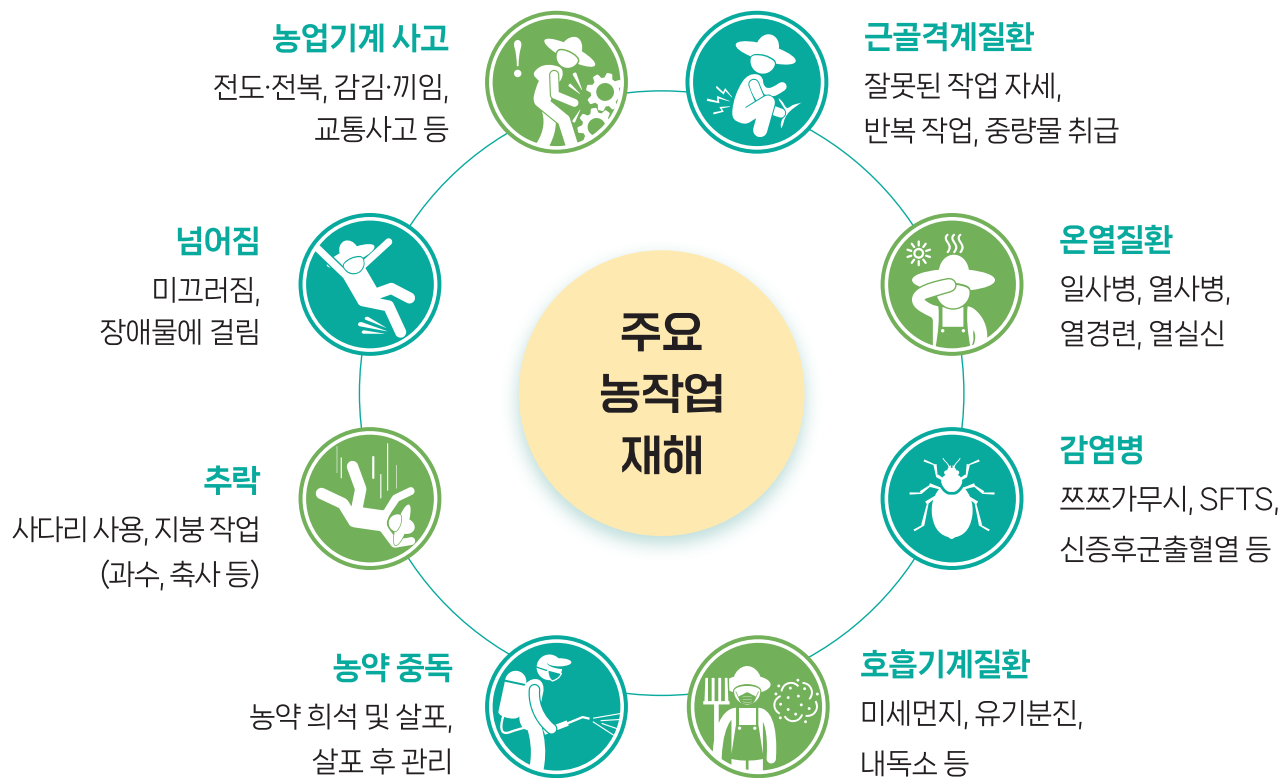 주요
농작업
재해
농업기계 사고
전도·전복, 감김·끼임,
교통사고 등
근골격계질환
잘못된 작업 자세,
반복 작업, 중량물 취급
넘어짐
미끄러짐,
장애물에 걸림
온열질환
일사병, 열사병,
열경련, 열실신
추락
사다리 사용, 지붕 작업
(과수, 축사 등)
감염병
쯔쯔가무시, SFTS,
신증후군출혈열 등
농약 중독
농약 희석 및 살포,
살포 후 관리
호흡기계질환
미세먼지, 유기분진,
내독소 등